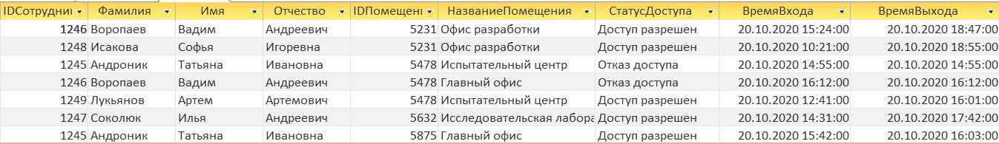 IDСотрудни Фамилия Имя Отчество IDПомещен НазваниеПомещения СтатусДоступа ВремяВхода ВремяВыхода
1246 Воропаев Вадим Андреевич 5231 Офис разработки Доступ разрешен 20.10.2020 15:24:00 20.10.2020 18:47:00
1248 Исакова Софья Игоревна 5231 Офис разработки Доступ разрешен 20.10.2020 10:21:00 20.10.2020 18:55:00
1245 Андроник Татьяна Ивановна 5478 Испытательный центр Отказ доступа 20.10.2020 14:55:00 20.10.2020 14:55:00
1246 Воропаев Вадим Андреевич 5478 Главный офис Отказ доступа 20.10.2020 16:12:00 20.10.2020 16:12:00
1249 Лукьянов Артем Артемович 5478 Испытательный центр Доступ разрешен 20.10.2020 12:41:00 20.10.2020 16:01:00
1247 Соколюк Илья Андреевич 5632 Исследовательская лабора Доступ разрешен 20.10.2020 14:31:00 20.10.2020 17:42:00
1245 Андроник Татьяна Ивановна 5875 Главный офис Доступ разрешен 20.10.2020 15:42:00 20.10.2020 16:03:00